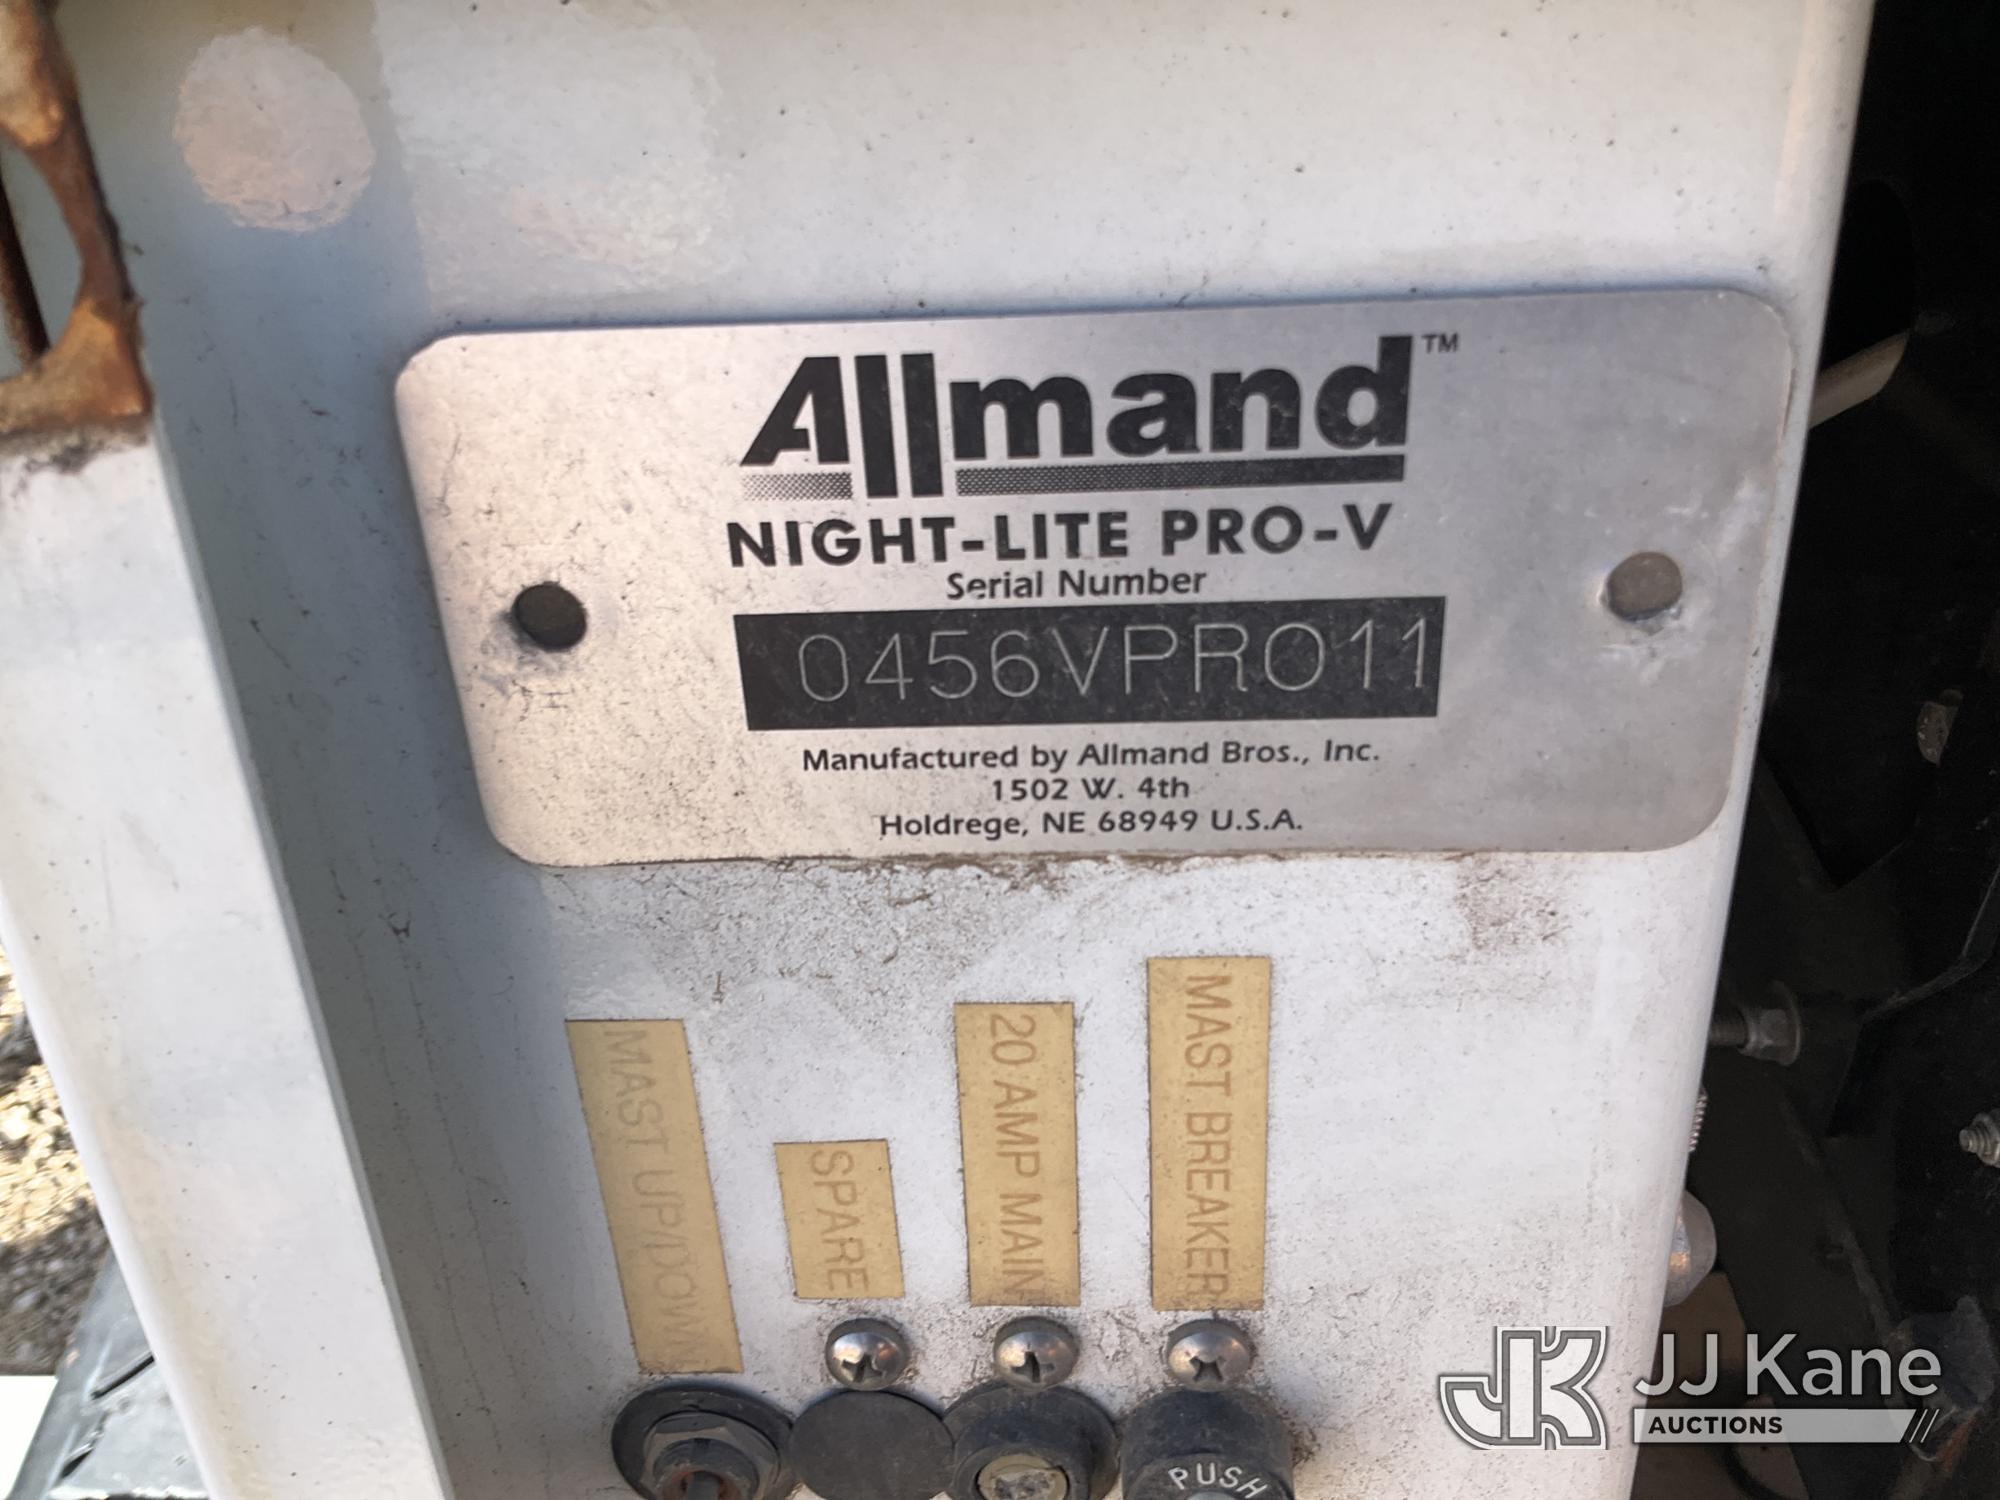 Allmand™
NIGHT-LITE PRO-V
Serial Number
0456VPRO11
Manufactured by Allmand Bros., Inc.
1502 W. 4th
Holdrege, NE 68949 U.S.A.
MAST UP/DOWN
SPARE
20 AMP MAIN
MAST BREAKER
PUSH
JK JJ Kane
AUCTIONS